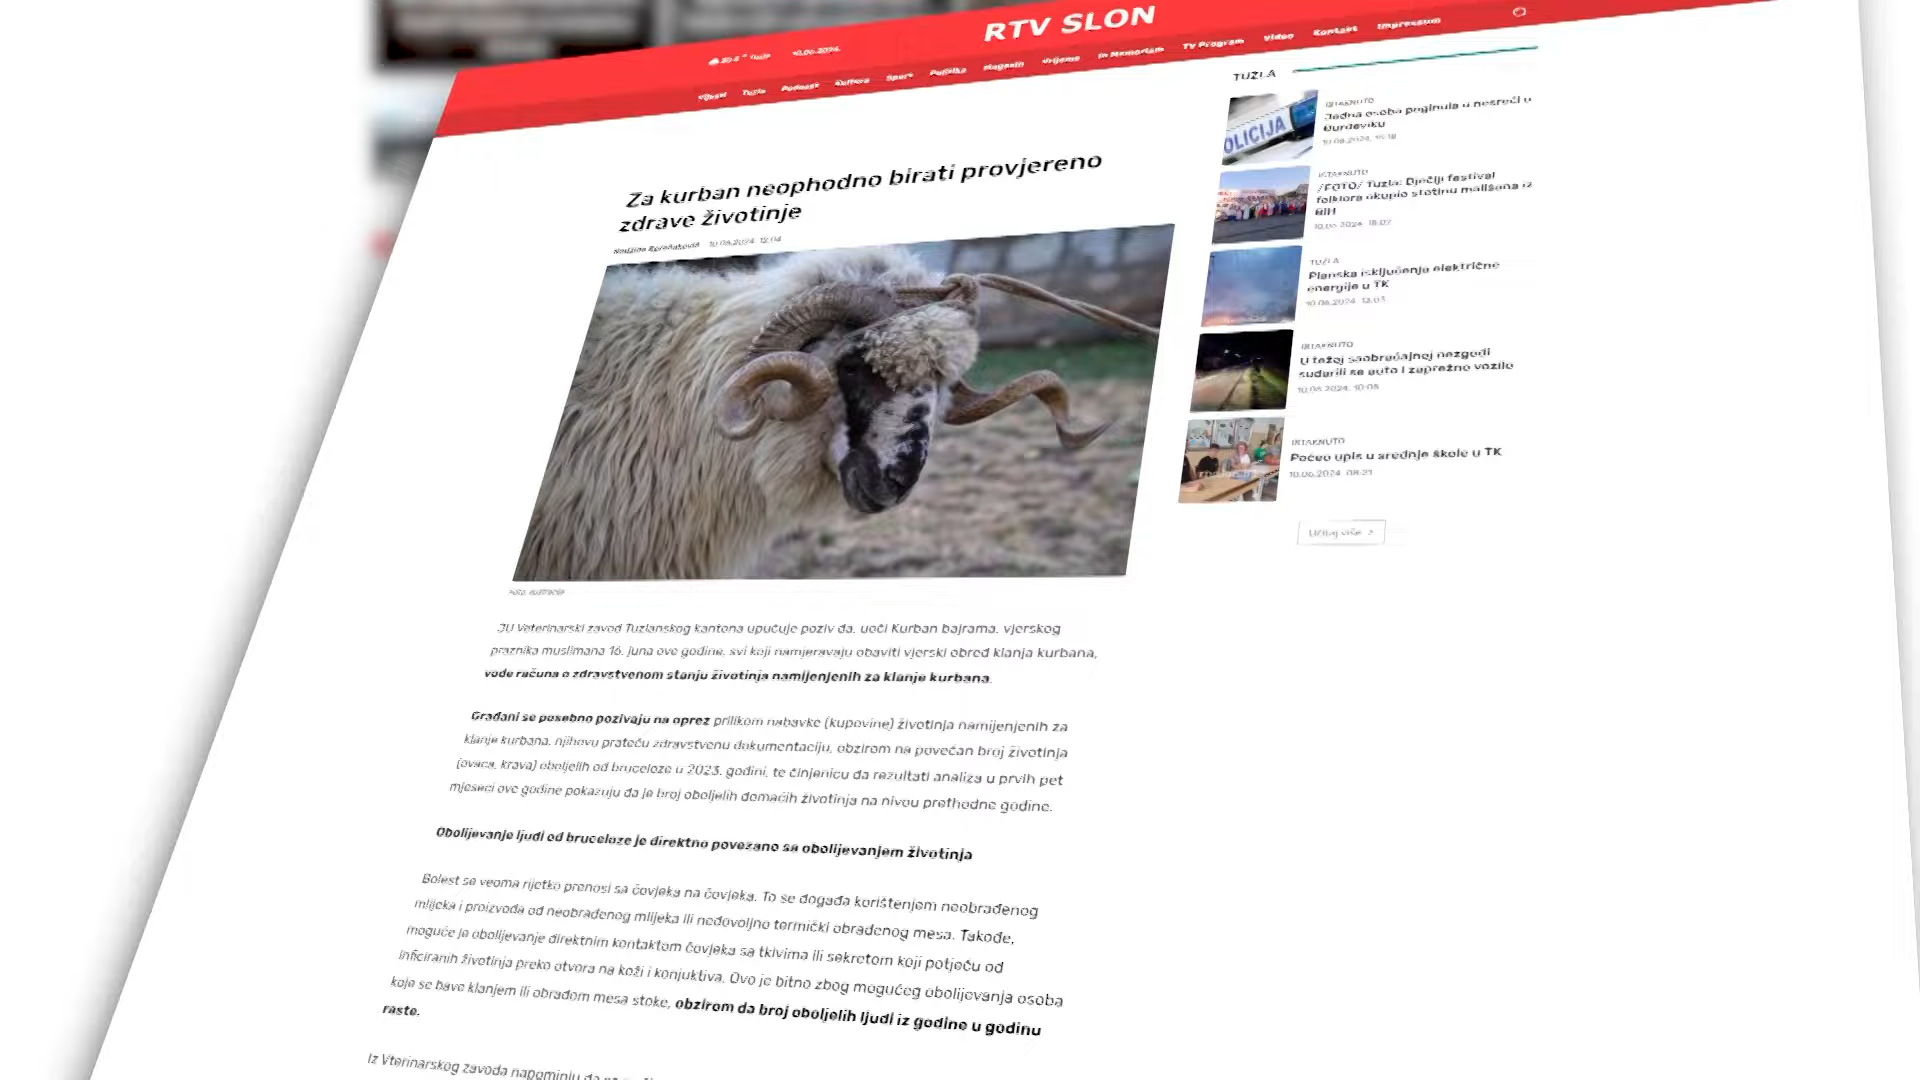 RTV SLON
10.06.2024.
Vijesti Tuzla Podcast Kultura Sport Politika Magazin Vrijeme In Memoriam TV Program Video Kontakt Impressum
Za kurban neophodno birati provjereno
zdrave životinje
10.06.2024. 12:04
Foto: Ilustracija
JU Veterinarski zavod Tuzlanskog kantona upućuje poziv da, uoči Kurban bajrama, vjerskog
praznika muslimana 16. juna ove godine, svi koji namjeravaju obaviti vjerski obred klanja kurbana,
vode računa o zdravstvenom stanju životinja namijenjenih za klanje kurbana.
Građani se posebno pozivaju na oprez prilikom nabavke (kupovine) životinja namijenjenih za
klanje kurbana, njihovu prateću zdravstvenu dokumentaciju, obzirom na povećan broj životinja
(ovaca, krava) oboljelih od bruceloze u 2023. godini, te činjenicu da rezultati analiza u prvih pet
mjeseci ove godine pokazuju da je broj oboljelih domaćih životinja na nivou prethodne godine.
Obolijevanje ljudi od bruceloze je direktno povezano sa obolijevanjem životinja
Bolest se veoma rijetko prenosi sa čovjeka na čovjeka. To se događa korištenjem neobrađenog
mlijeka i proizvoda od neobrađenog mlijeka ili nedovoljno termički obrađenog mesa. Takođe,
moguće je obolijevanje direktnim kontaktom čovjeka sa tkivima ili sekretom koji potječu od
inficiranih životinja preko otvora na koži i konjuktiva. Ovo je bitno zbog mogućeg obolijevanja osoba
koje se bave klanjem ili obradom mesa stoke, obzirom da broj oboljelih ljudi iz godine u godinu
raste.
Iz Vterinarskog zavoda napominju da
TUZLA
POLICIJA
ISTAKNUTO
Jedna osoba poginula u nesreći u
Đurđeviku
10.06.2024. 19:18
ISTAKNUTO
/FOTO/ Tuzla: Dječiji festival
folklora okupio stotinu mališana iz
BIH
10.06.2024. 18:07
TUZLA
Planska isključenja električne
energije u TK
10.06.2024. 12:03
ISTAKNUTO
U težoj saobraćajnoj nezgodi
sudarili se auto i zaprežno vozilo
10.06.2024. 10:08
ISTAKNUTO
Počeo upis u srednje škole u TK
10.06.2024. 08:21
Učitaj više